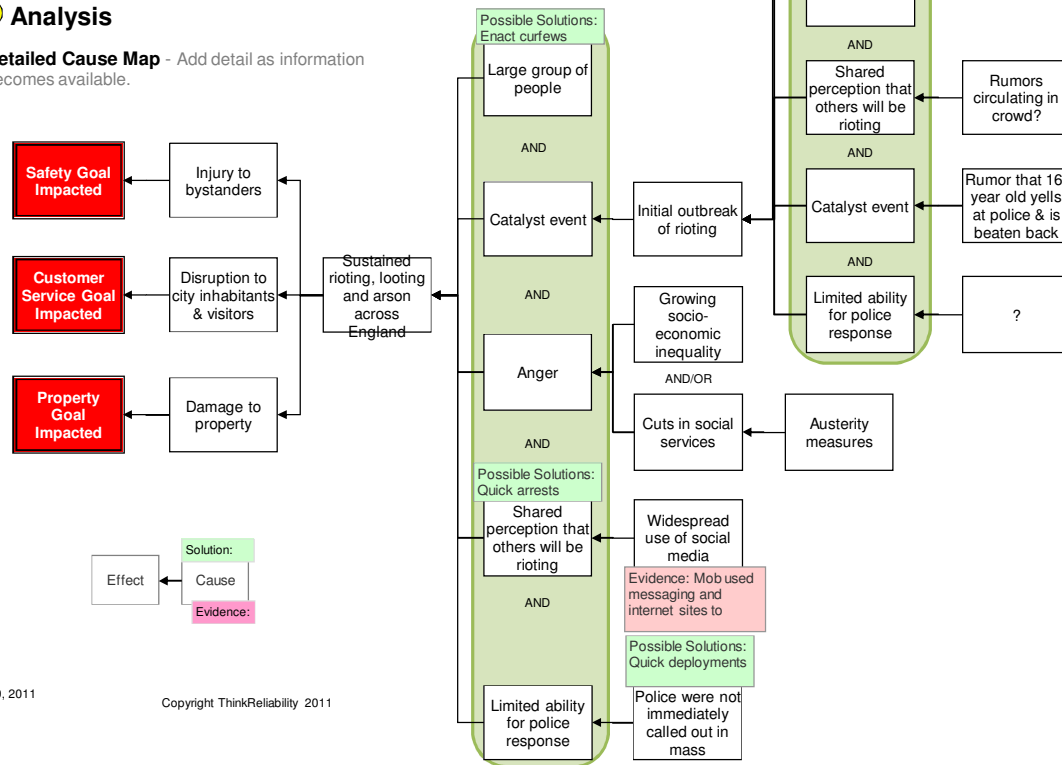 Analysis
etailed Cause Map - Add detail as information
ecomes available.
Safety Goal
Impacted
Injury to
bystanders
Customer
Service Goal
Impacted
Disruption to
city inhabitants
& visitors
Property
Goal
Impacted
Damage to
property
Sustained
rioting, looting
and arson
across
England
Possible Solutions:
Enact curfews
Large group of
people
AND
Catalyst event
AND
Anger
AND
Possible Solutions:
Quick arrests
Shared
perception that
others will be
rioting
AND
Limited ability
for police
response
Initial outbreak
of rioting
Growing
socio-
economic
inequality
AND/OR
Cuts in social
services
Austerity
measures
Widespread
use of social
media
Evidence: Mob used
messaging and
internet sites to
Possible Solutions:
Quick deployments
Police were not
immediately
called out in
mass
AND
Shared
perception that
others will be
rioting
Rumors
circulating in
crowd?
AND
Catalyst event
Rumor that 16
year old yells
at police & is
beaten back
AND
Limited ability
for police
response
?
Solution:
Effect
Cause
Evidence:
, 2011
Copyright ThinkReliability 2011